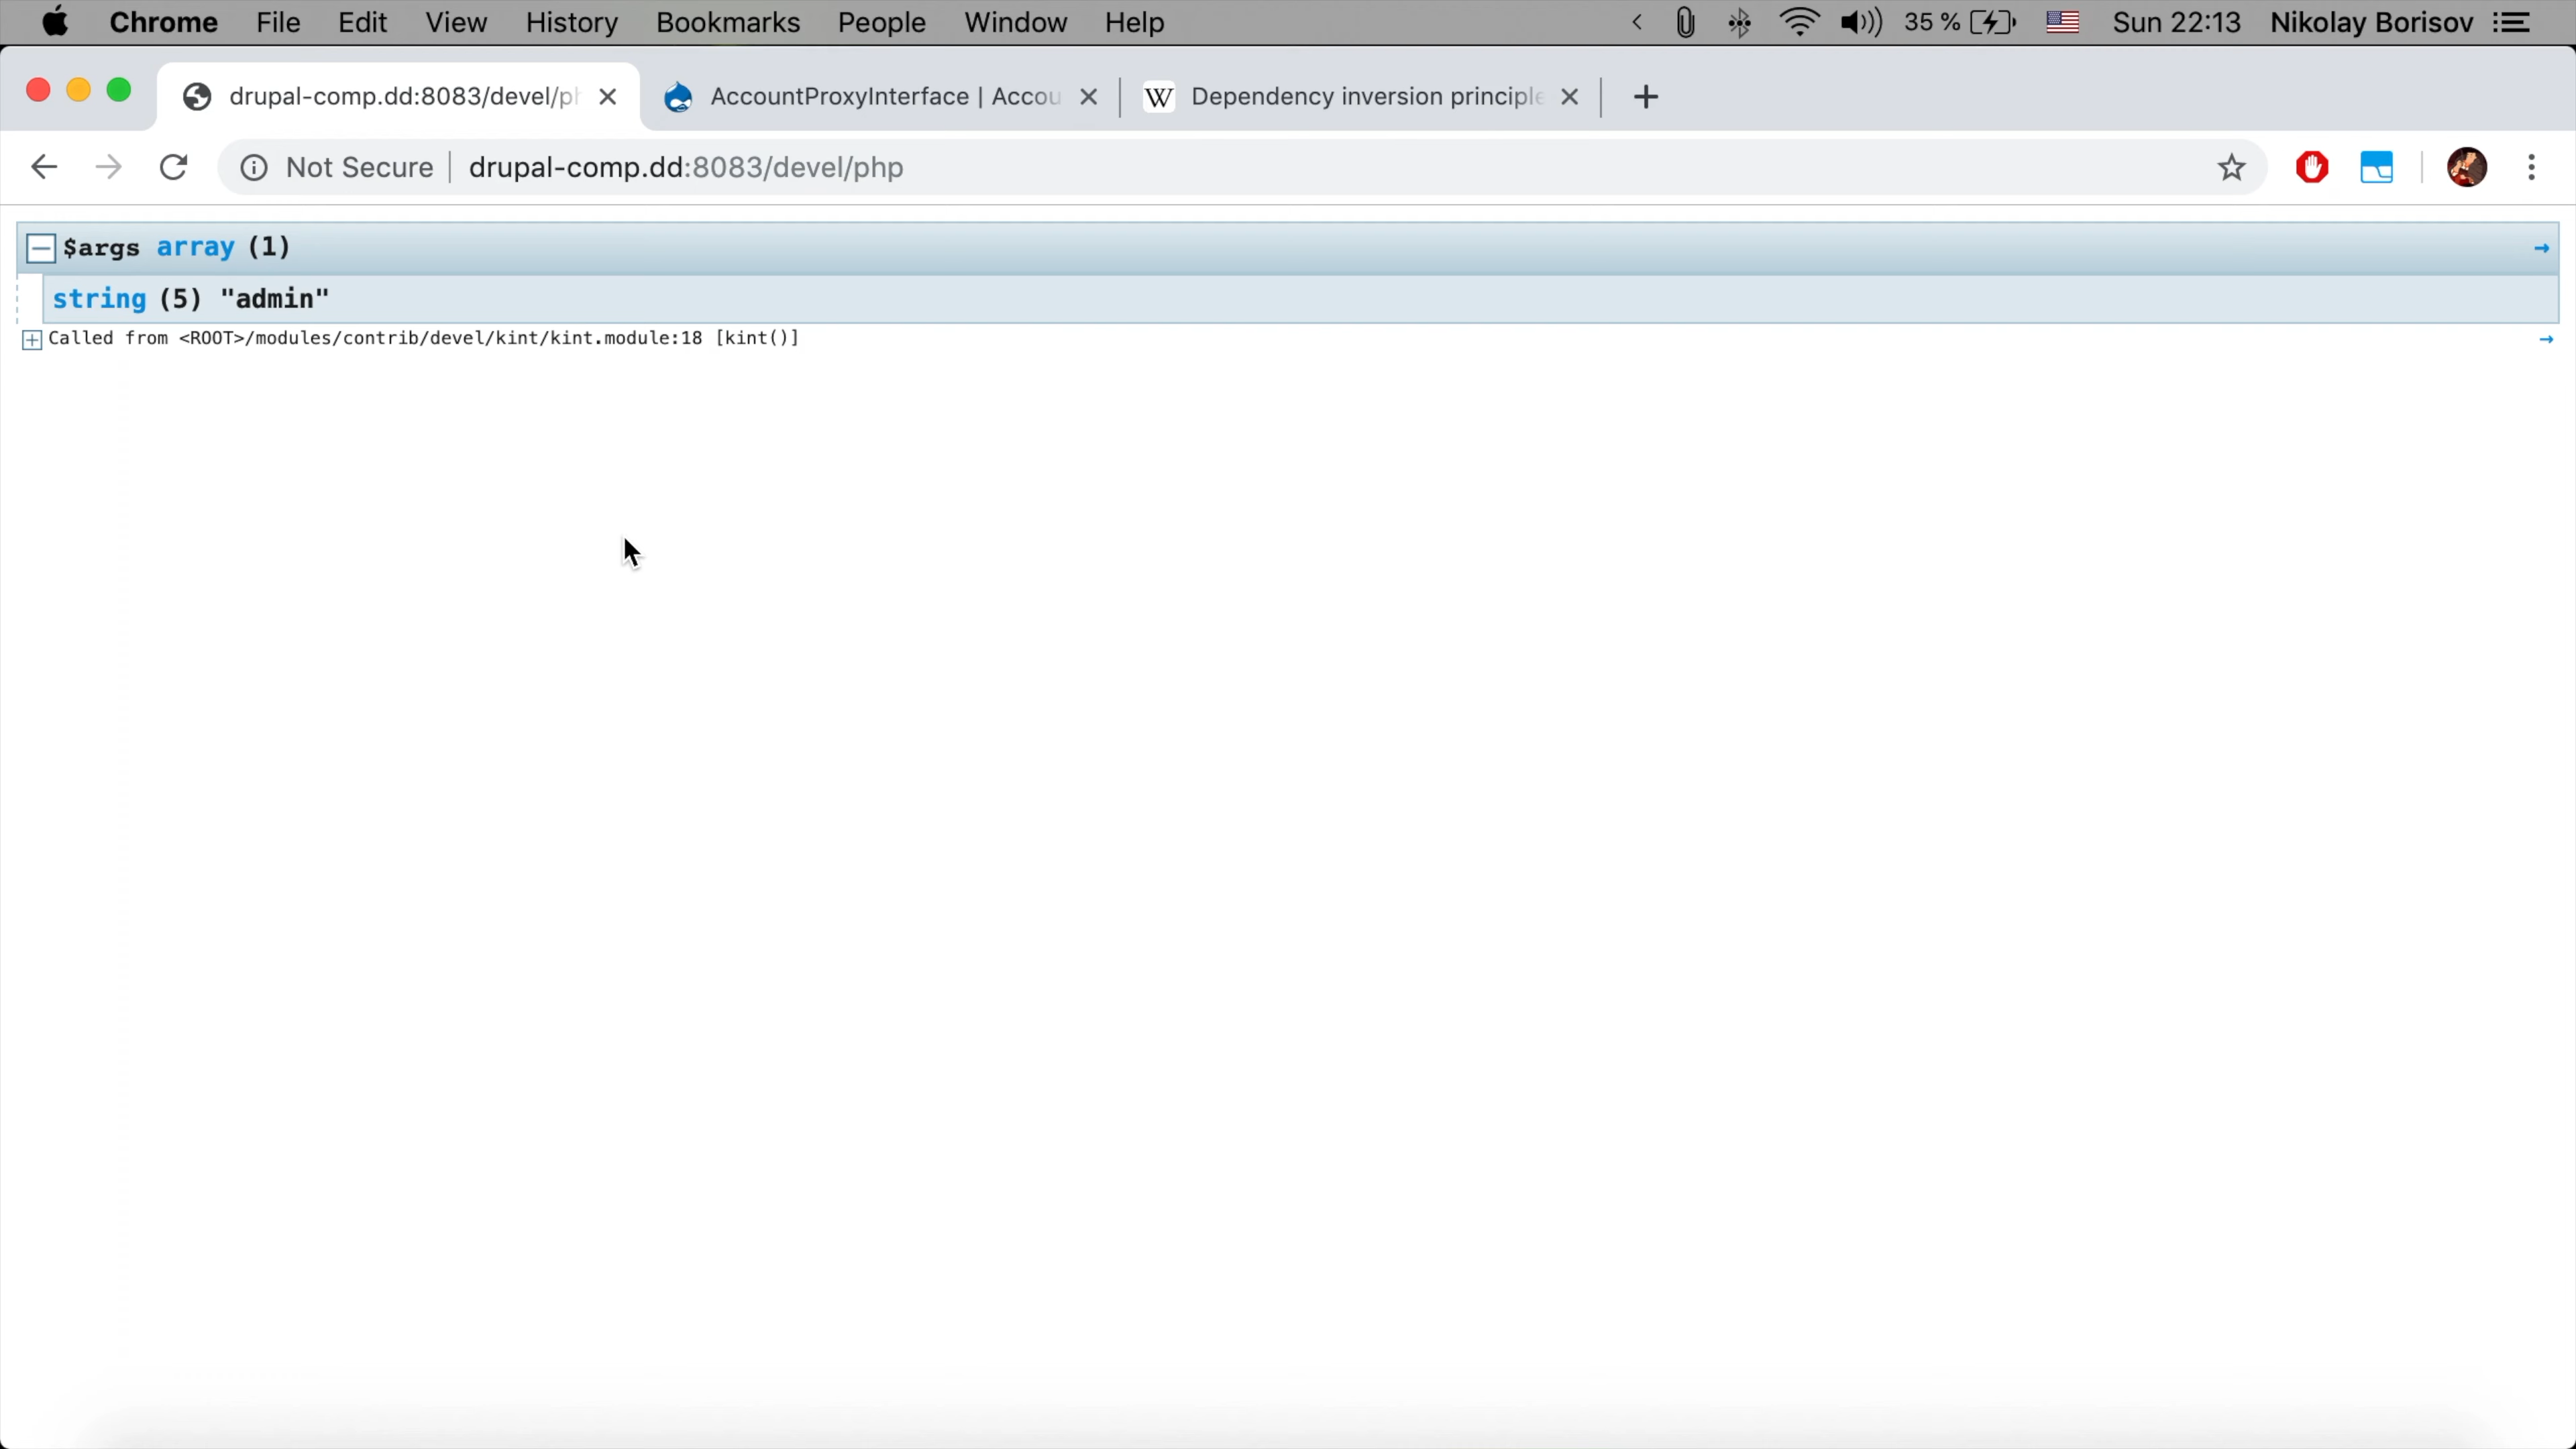 Chrome File Edit View History Bookmarks People Window Help 35 % Sun 22:13 Nikolay Borisov
drupal-comp.dd:8083/devel/ph AccountProxyInterface | Accou W Dependency inversion principle
Not Secure drupal-comp.dd:8083/devel/php
$args array (1) →
string (5) "admin"
Called from <ROOT>/modules/contrib/devel/kint/kint.module:18 [kint()] →